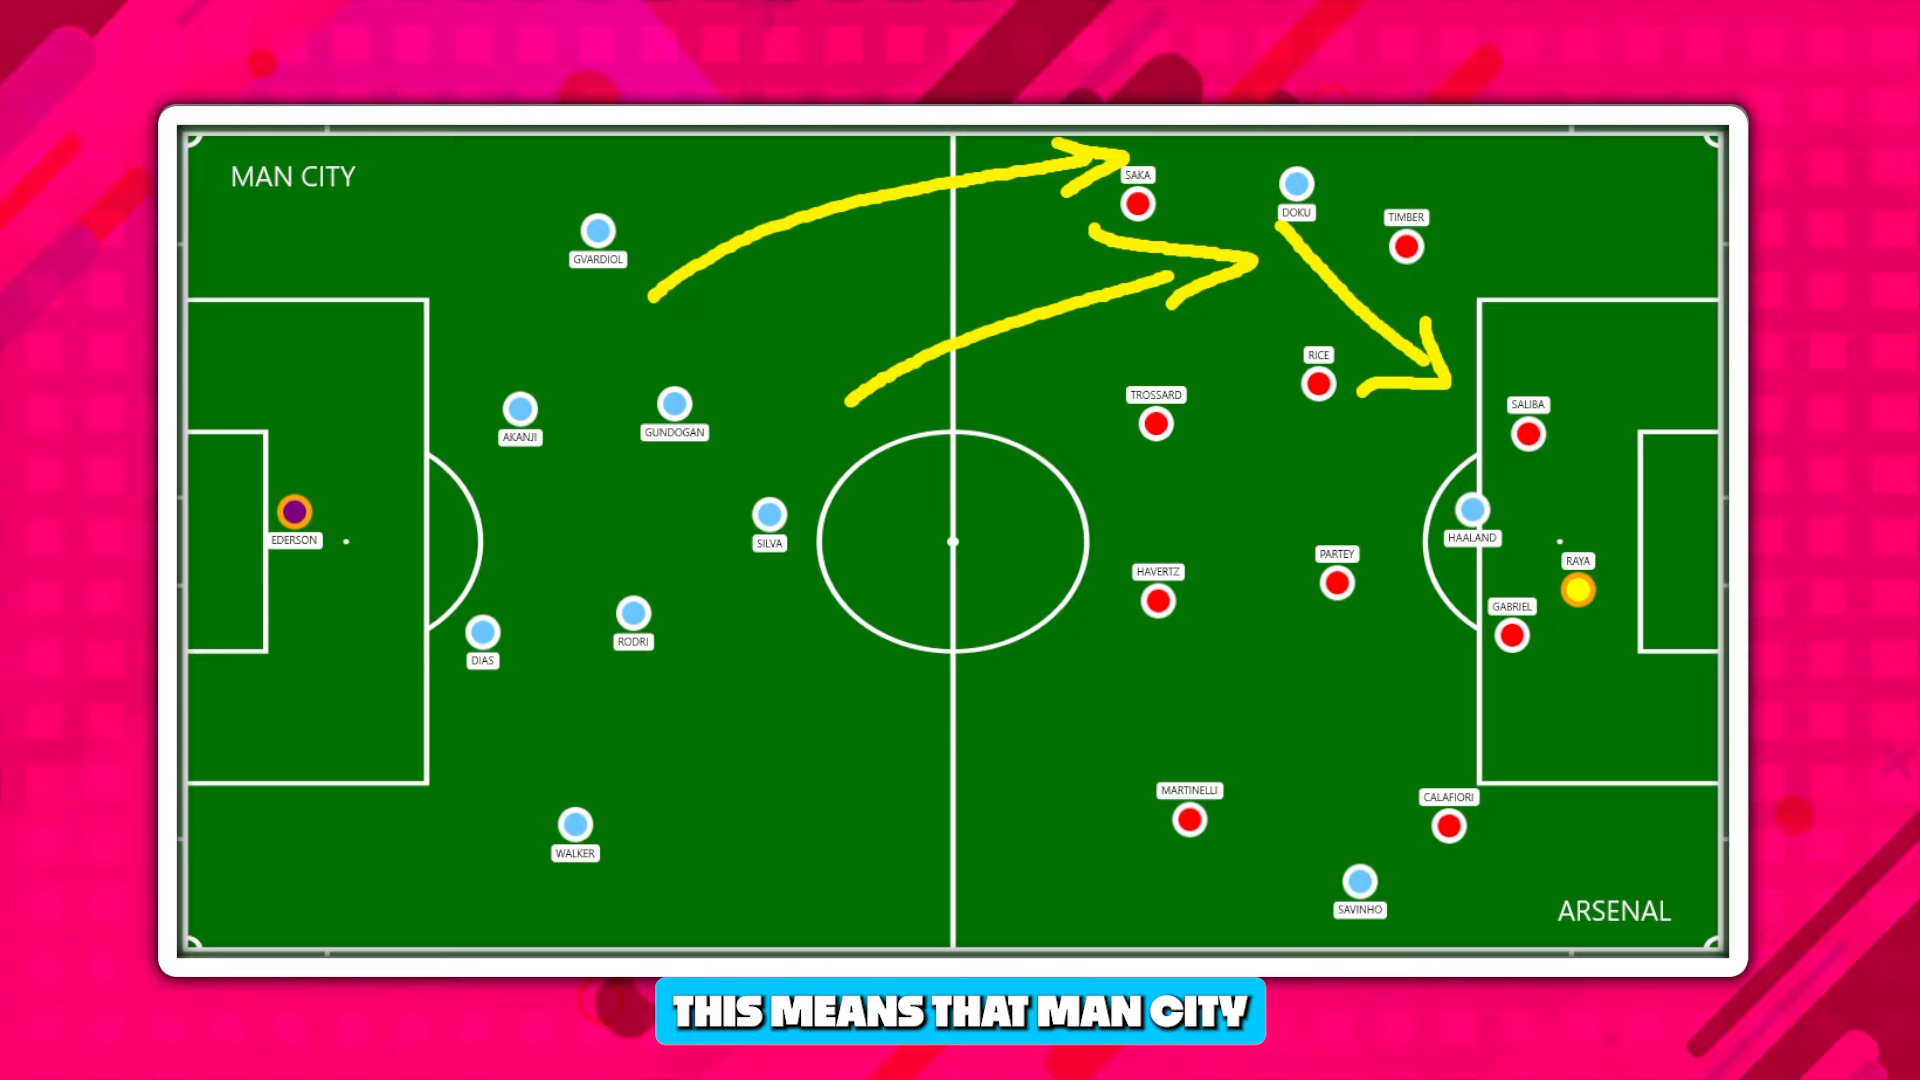 MAN CITY
SAKA
DOKU
TIMBER
GVARDIOL
RICE
TROSSARD
SALIBA
AKANJI
GUNDOGAN
EDERSON
SILVA
HAALAND
PARTEY
RAYA
HAVERTZ
GABRIEL
RODRI
DIAS
MARTINELLI
CALAFIORI
WALKER
SAVINHO
ARSENAL
THIS MEANS THAT MAN CITY